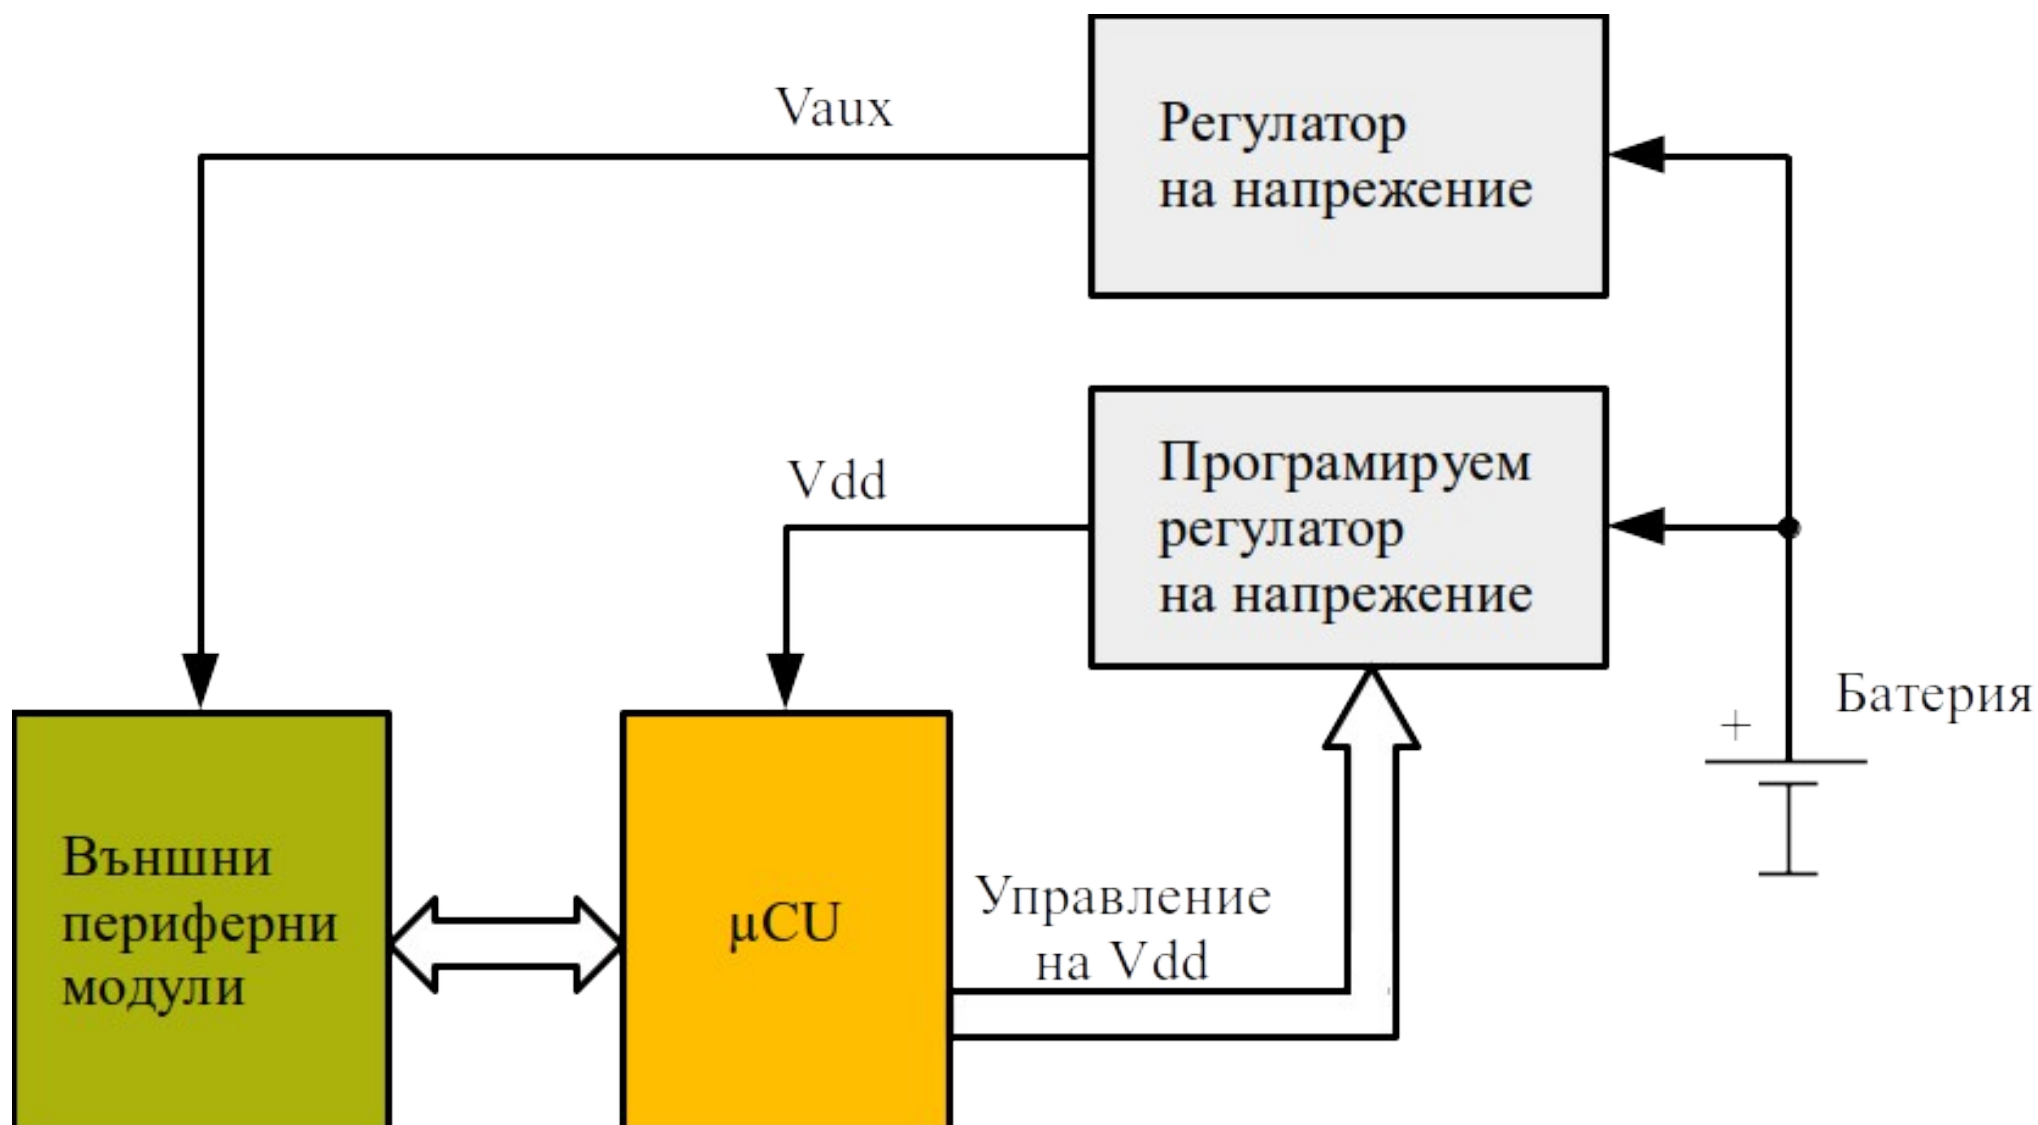 Vaux
Регулатор
на напрежение
Vdd
Програмируем
регулатор
на напрежение
Батерия
+
Външни
периферни
модули
μCU
Управление
на Vdd